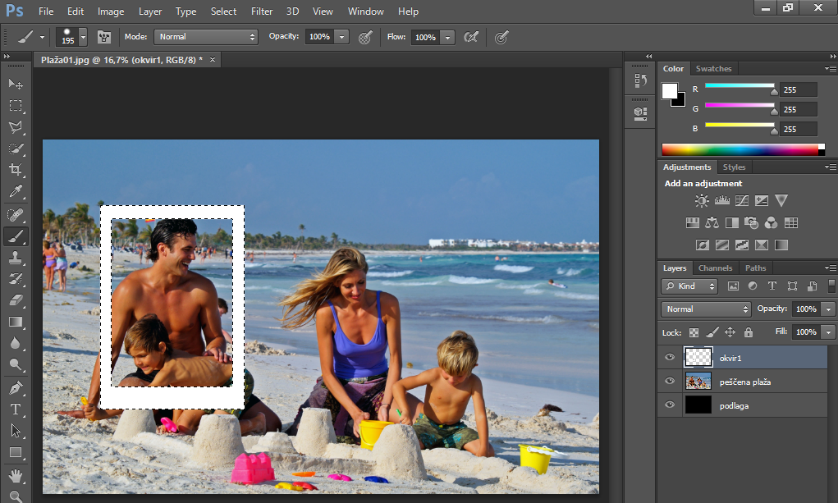 Ps File Edit Image Layer Type Select Filter 3D View Window Help
195 Mode: Normal Opacity: 100% Flow: 100%
Plaža01.jpg @ 16,7% (okvir1, RGB/8) * ×
Color Swatches
R 255
G 255
B 255
Adjustments Styles
Add an adjustment
Layers Channels Paths
Kind
Normal Opacity: 100%
Lock: Fill: 100%
okvir1
peščena plaža
podlaga